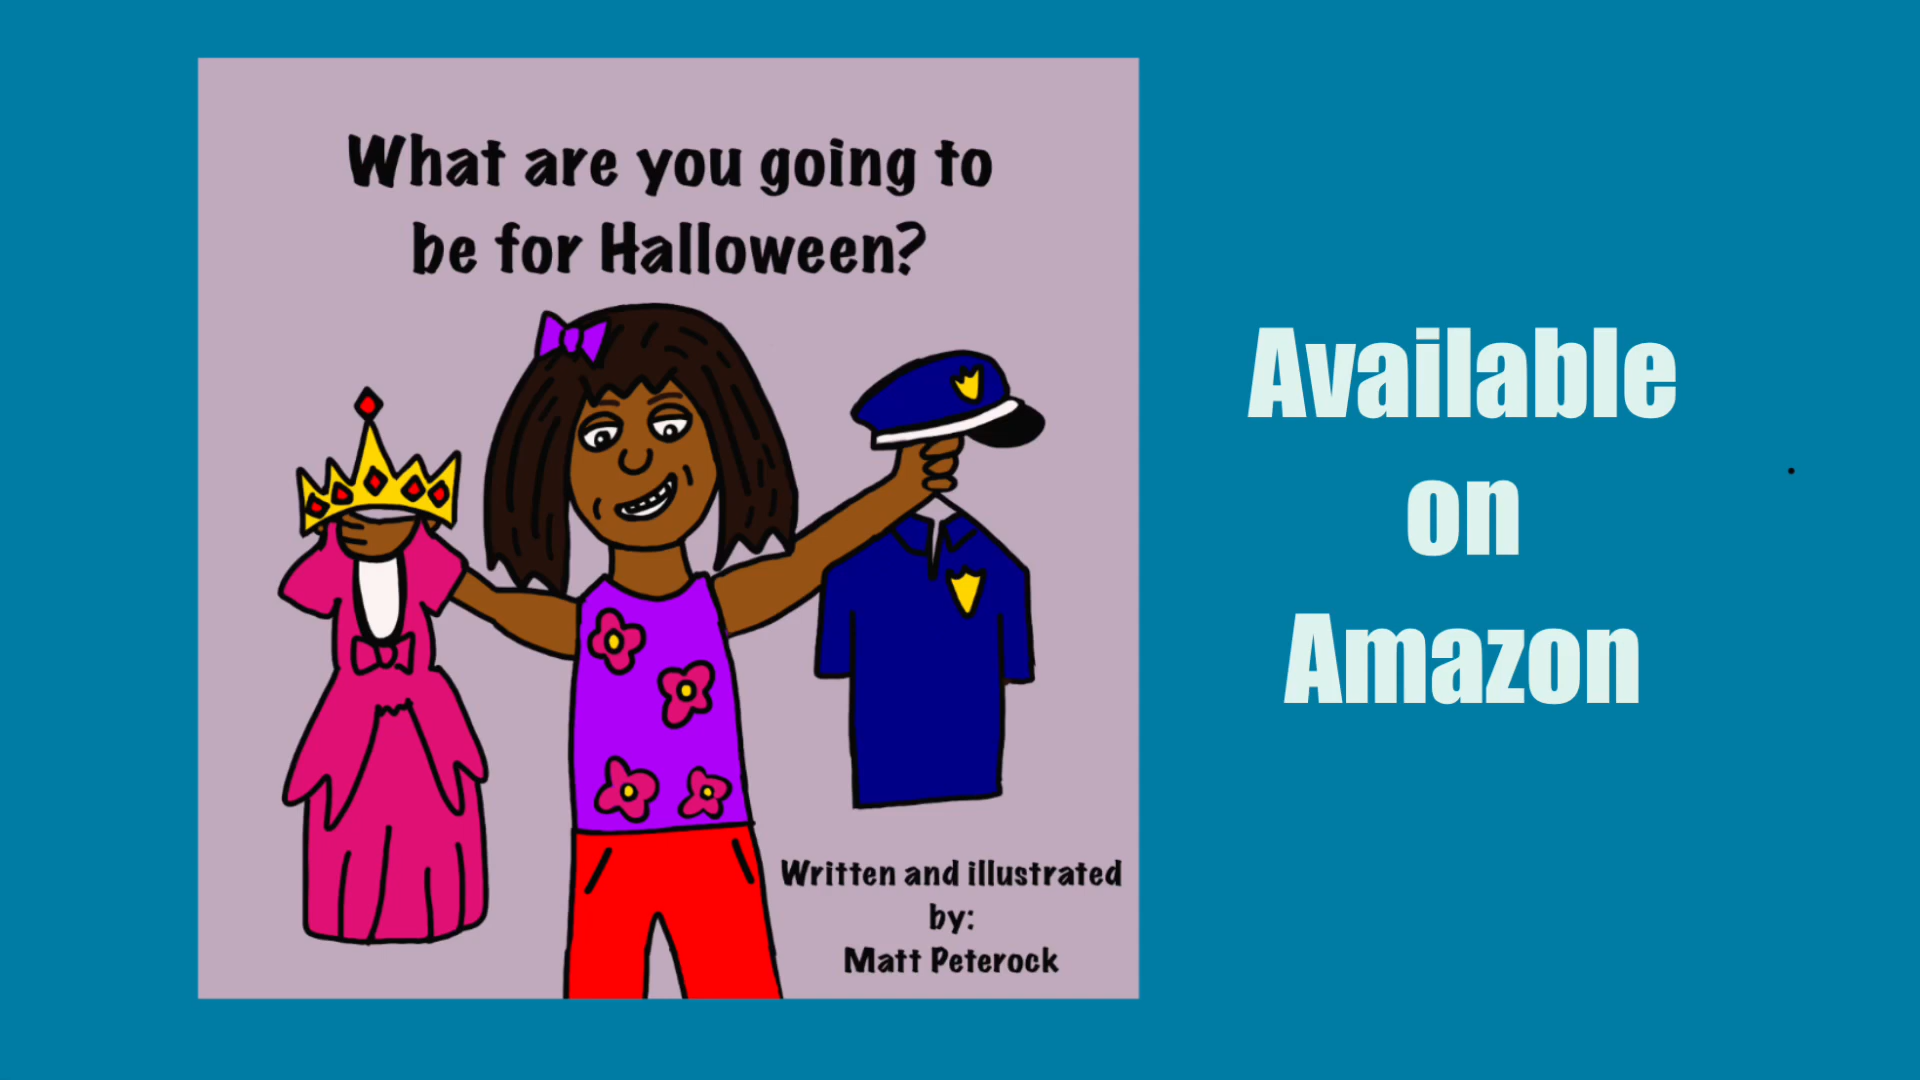 What are you going to
be for Halloween?
Written and illustrated
by:
Matt Peterock
Available
on
Amazon